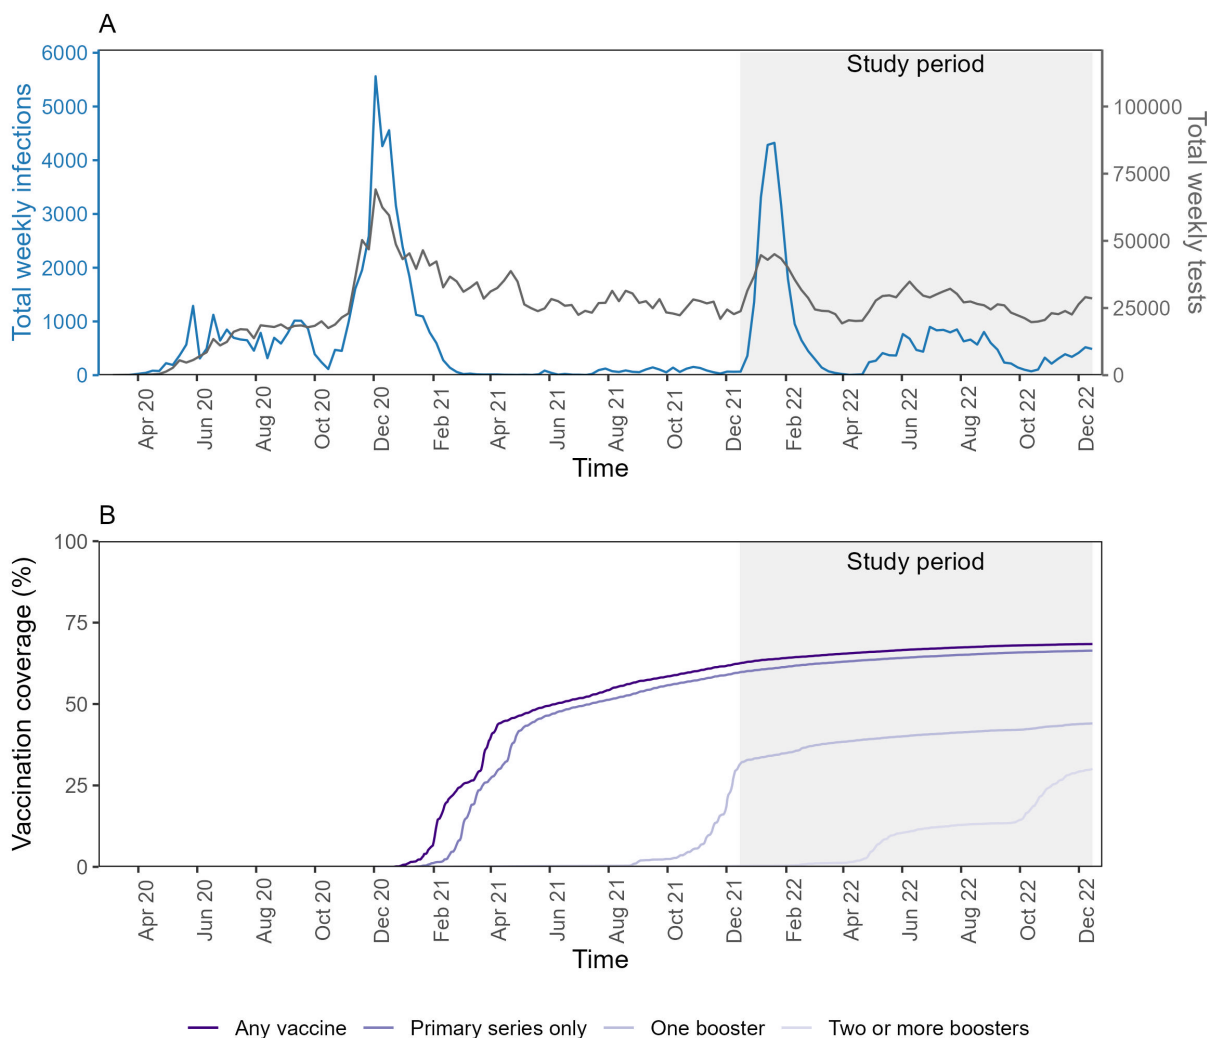 A
Study period
Total weekly infections
6000
5000
4000
3000
2000
1000
0
100000
75000
50000
25000
0
Total weekly tests
Apr 20
Jun 20
Aug 20
Oct 20
Dec 20
Feb 21
Apr 21
Jun 21
Aug 21
Oct 21
Dec 21
Feb 22
Apr 22
Jun 22
Aug 22
Oct 22
Dec 22
Time
B
Study period
Vaccination coverage (%)
100
75
50
25
0
Apr 20
Jun 20
Aug 20
Oct 20
Dec 20
Feb 21
Apr 21
Jun 21
Aug 21
Oct 21
Dec 21
Feb 22
Apr 22
Jun 22
Aug 22
Oct 22
Dec 22
Time
Any vaccine Primary series only One booster Two or more boosters